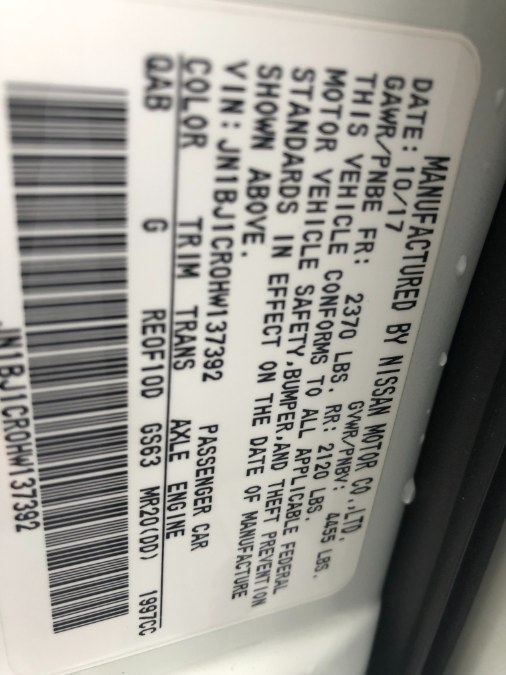 MANUFACTURED BY NISSAN MOTOR CO.,LTD.
DATE: 10/17 GVWR/PNBV: 4455 LBS.
GAWR/PNBE FR: 2370 LBS. RR: 2120 LBS.
THIS VEHICLE CONFORMS TO ALL APPLICABLE FEDERAL
MOTOR VEHICLE SAFETY,BUMPER,AND THEFT PREVENTION
STANDARDS IN EFFECT ON THE DATE OF MANUFACTURE
SHOWN ABOVE.
VIN: JN1BJ1CR0HW137392 PASSENGER CAR
COLOR TRIM TRANS AXLE ENGINE
QAB G RE0F10D GS63 MR20(DD) 1997CC
JN1BJ1CR0HW137392